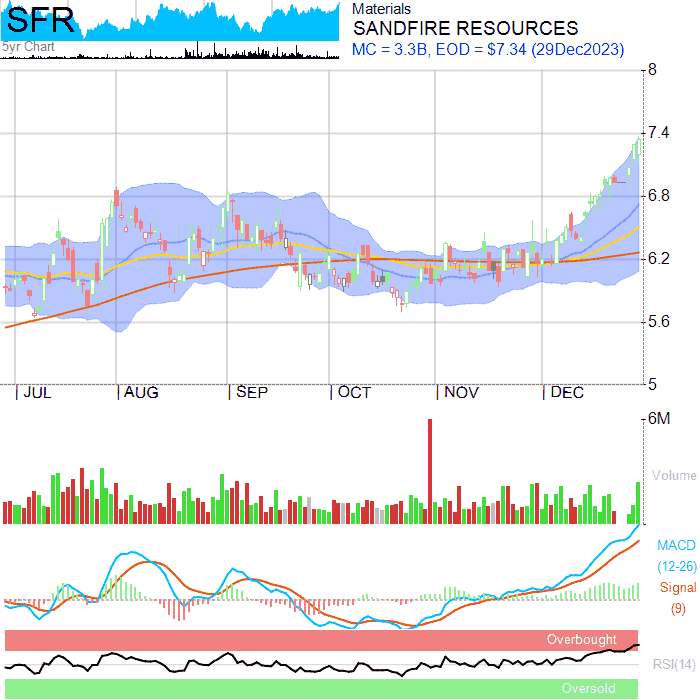 SFR
5yr Chart
Materials
SANDFIRE RESOURCES
MC = 3.3B, EOD = $7.34 (29Dec2023)
8
7.4
6.8
6.2
5.6
5
JUL AUG SEP OCT NOV DEC
6M
Volume
MACD
(12-26)
Signal
(9)
Overbought
RSI(14)
Oversold